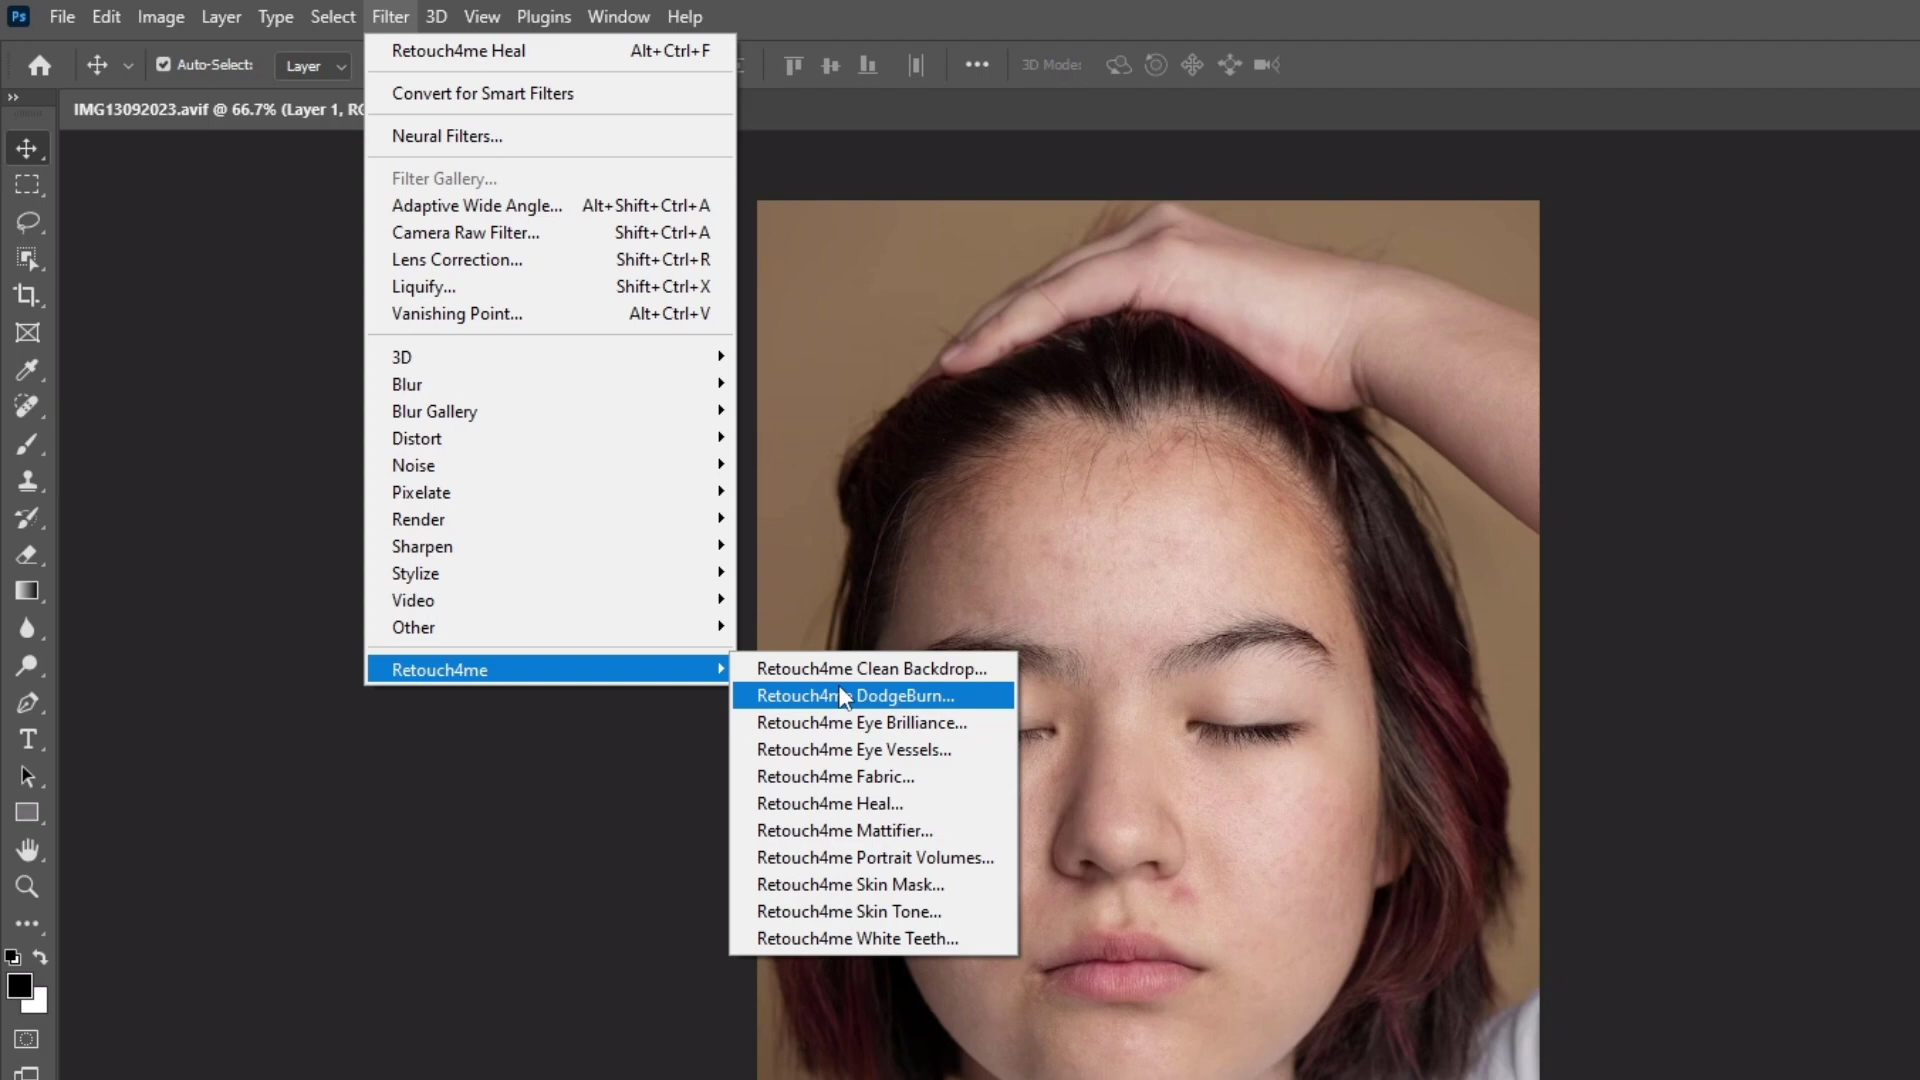 Ps File Edit Image Layer Type Select Filter 3D View Plugins Window Help
Auto-Select: Layer 3D Mode:
IMG13092023.avif @ 66.7% (Layer 1, RG
Retouch4me Heal Alt+Ctrl+F
Convert for Smart Filters
Neural Filters...
Filter Gallery...
Adaptive Wide Angle... Alt+Shift+Ctrl+A
Camera Raw Filter... Shift+Ctrl+A
Lens Correction... Shift+Ctrl+R
Liquify... Shift+Ctrl+X
Vanishing Point... Alt+Ctrl+V
3D
Blur
Blur Gallery
Distort
Noise
Pixelate
Render
Sharpen
Stylize
Video
Other
Retouch4me
Retouch4me Clean Backdrop...
Retouch4me DodgeBurn...
Retouch4me Eye Brilliance...
Retouch4me Eye Vessels...
Retouch4me Fabric...
Retouch4me Heal...
Retouch4me Mattifier...
Retouch4me Portrait Volumes...
Retouch4me Skin Mask...
Retouch4me Skin Tone...
Retouch4me White Teeth...